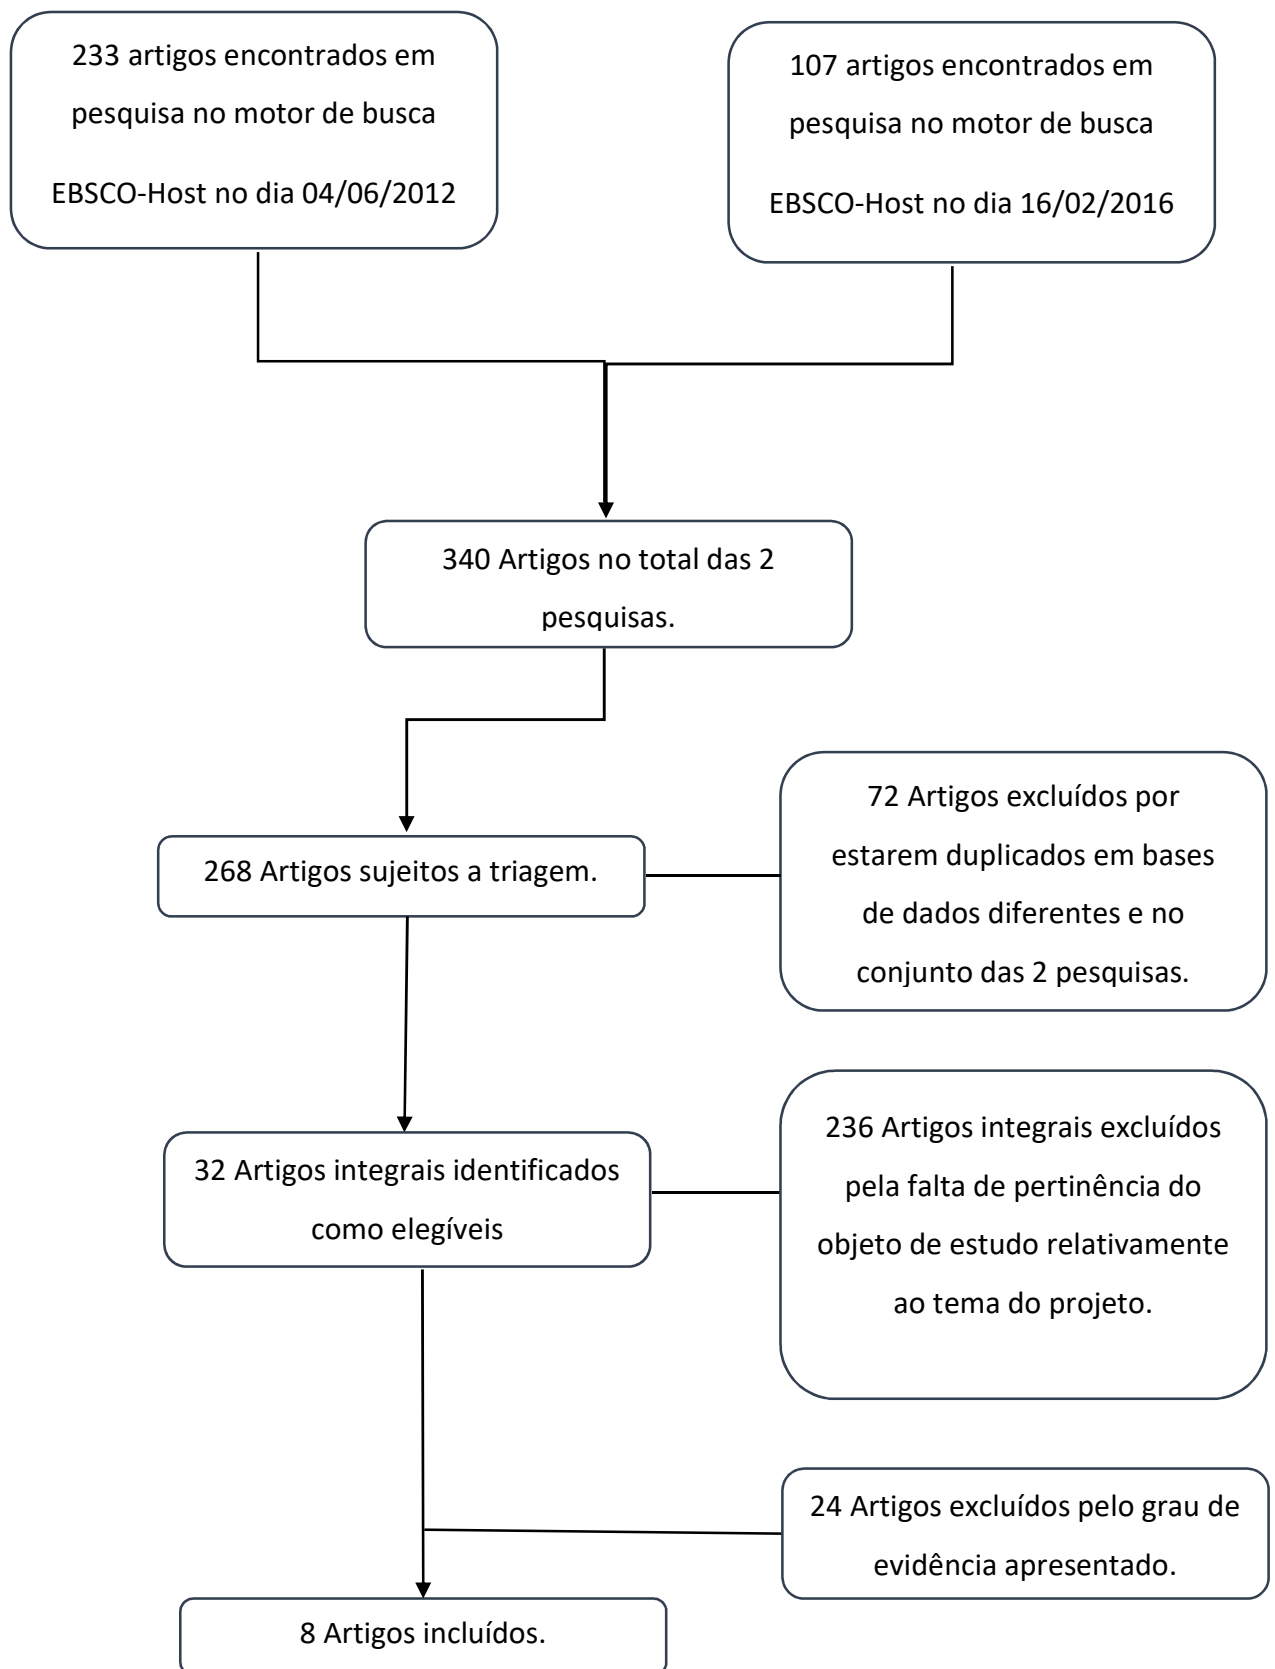 233 artigos encontrados em
pesquisa no motor de busca
EBSCO-Host no dia 04/06/2012
107 artigos encontrados em
pesquisa no motor de busca
EBSCO-Host no dia 16/02/2016
340 Artigos no total das 2
pesquisas.
72 Artigos excluídos por
estarem duplicados em bases
de dados diferentes e no
conjunto das 2 pesquisas.
268 Artigos sujeitos a triagem.
236 Artigos integrais excluídos
pela falta de pertinência do
objeto de estudo relativamente
ao tema do projeto.
32 Artigos integrais identificados
como elegíveis
24 Artigos excluídos pelo grau de
evidência apresentado.
8 Artigos incluídos.